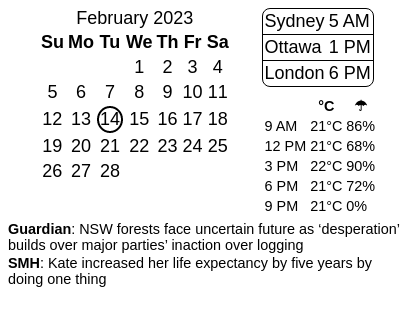 February 2023
Su Mo Tu We Th Fr Sa
1 2 3 4
5 6 7 8 9 10 11
12 13 14 15 16 17 18
19 20 21 22 23 24 25
26 27 28
Sydney 5 AM
Ottawa 1 PM
London 6 PM
°C ☂
9 AM 21°C 86%
12 PM 21°C 68%
3 PM 22°C 90%
6 PM 21°C 72%
9 PM 21°C 0%
Guardian: NSW forests face uncertain future as ‘desperation’
builds over major parties’ inaction over logging
SMH: Kate increased her life expectancy by five years by
doing one thing